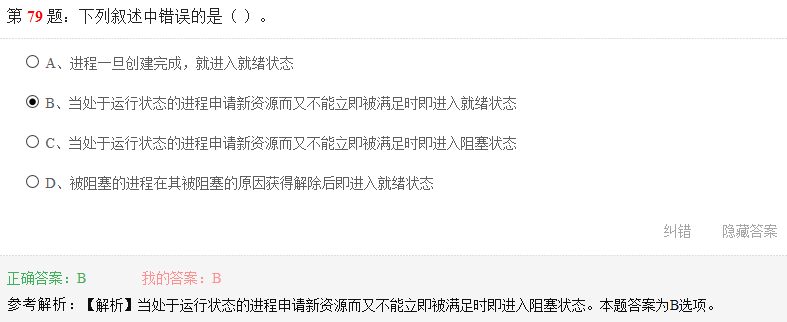 第 79 题：下列叙述中错误的是（ ）。
A、进程一旦创建完成，就进入就绪状态
B、当处于运行状态的进程申请新资源而又不能立即被满足时即进入就绪状态
C、当处于运行状态的进程申请新资源而又不能立即被满足时即进入阻塞状态
D、被阻塞的进程在其被阻塞的原因获得解除后即进入就绪状态
纠错 隐藏答案
正确答案：B 我的答案：B
参考解析：【解析】当处于运行状态的进程申请新资源而又不能立即被满足时即进入阻塞状态。本题答案为B选项。